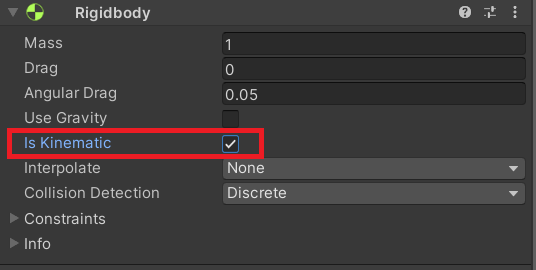 Rigidbody
Mass 1
Drag 0
Angular Drag 0.05
Use Gravity
Is Kinematic
Interpolate None
Collision Detection Discrete
Constraints
Info